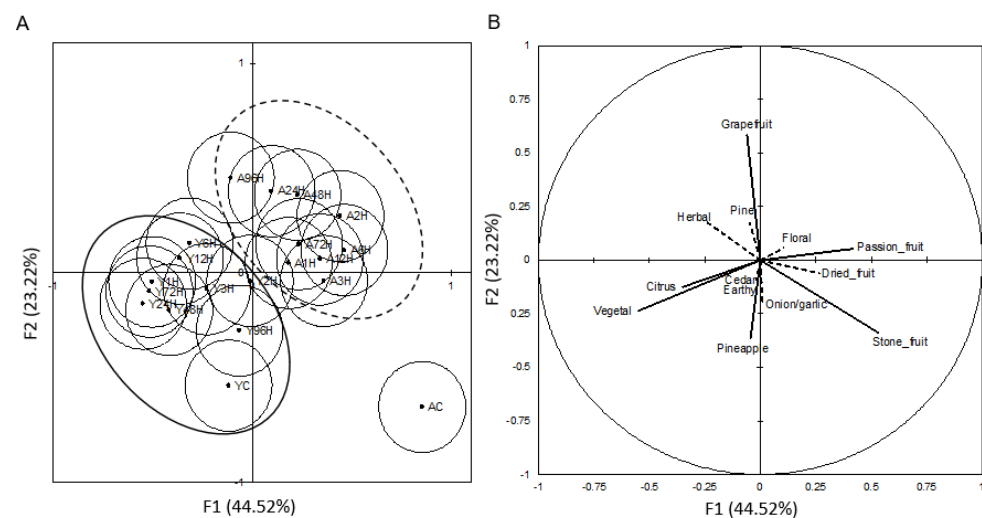 A
B
1
A96H
A24H
A48H
A2H
Y6H
A72H
A6H
Y12H
A1H
A12H
-1
0
1
Y1H
Y3H
Y2H
A3H
Y72H
Y24H
Y48H
Y96H
YC
AC
-1
F2 (23.22%)
F1 (44.52%)
1
0.75
0.5
0.25
0
-0.25
-0.5
-0.75
-1
Grapefruit
Pine
Herbal
Floral
Passion_fruit
Dried_fruit
Citrus
Cedar
Earthy
Vegetal
Onion/garlic
Stone_fruit
Pineapple
-1
-0.75
-0.5
-0.25
0
0.25
0.5
0.75
1
F2 (23.22%)
F1 (44.52%)